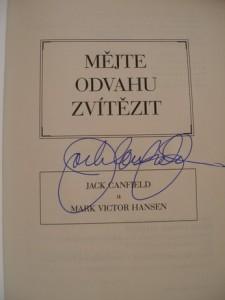 MĚJTE
ODVAHU
ZVÍTĚZIT
JACK CANFIELD
a
MARK VICTOR HANSEN